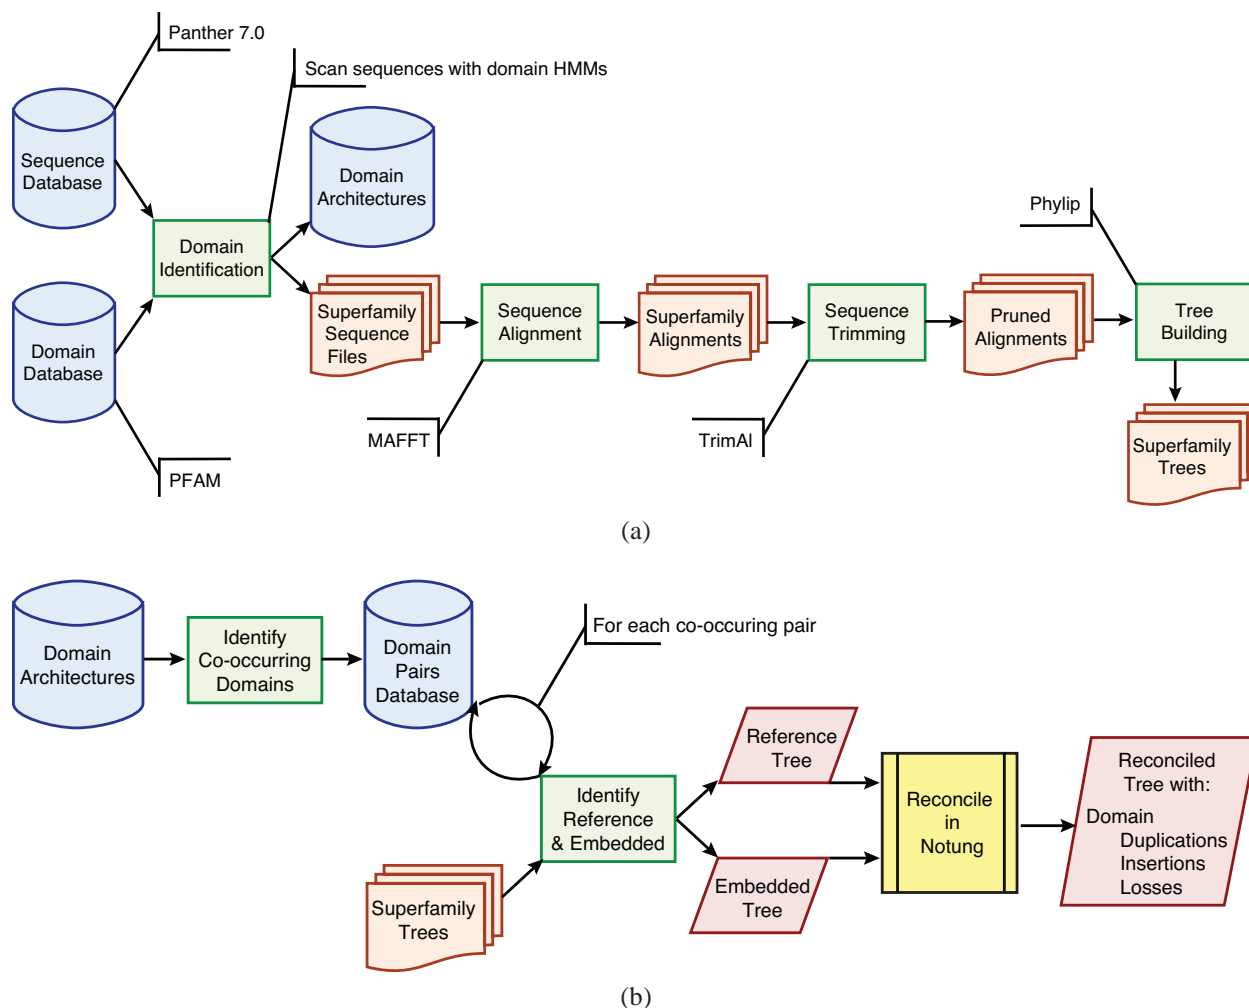 Panther 7.0
Scan sequences with domain HMMs
Sequence
Database
Domain
Architectures
Domain
Identification
Phylip
Domain
Database
Superfamily
Sequence
Files
Sequence
Alignment
Superfamily
Alignments
Sequence
Trimming
Pruned
Alignments
Tree
Building
MAFFT
TrimAl
PFAM
Superfamily
Trees
(a)
Domain
Architectures
Identify
Co-occurring
Domains
Domain
Pairs
Database
For each co-occuring pair
Reference
Tree
Identify
Reference
& Embedded
Embedded
Tree
Superfamily
Trees
Reconcile
in
Notung
Reconciled
Tree with:
Domain
Duplications
Insertions
Losses
(b)